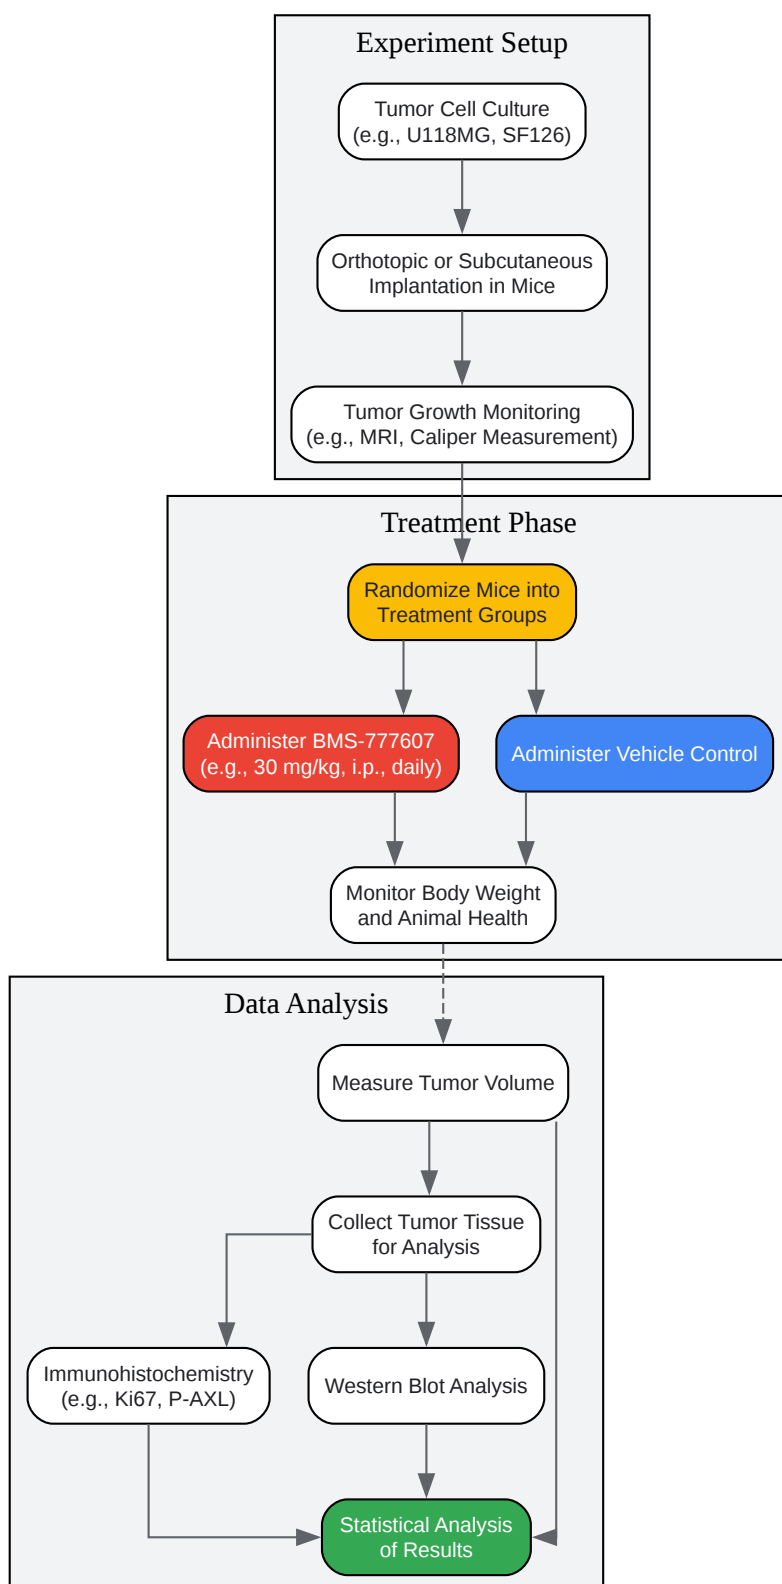 Experiment Setup
Tumor Cell Culture
(e.g., U118MG, SF126)
Orthotopic or Subcutaneous
Implantation in Mice
Tumor Growth Monitoring
(e.g., MRI, Caliper Measurement)
Treatment Phase
Randomize Mice into
Treatment Groups
Administer BMS-777607
(e.g., 30 mg/kg, i.p., daily)
Administer Vehicle Control
Monitor Body Weight
and Animal Health
Data Analysis
Measure Tumor Volume
Collect Tumor Tissue
for Analysis
Immunohistochemistry
(e.g., Ki67, P-AXL)
Western Blot Analysis
Statistical Analysis
of Results